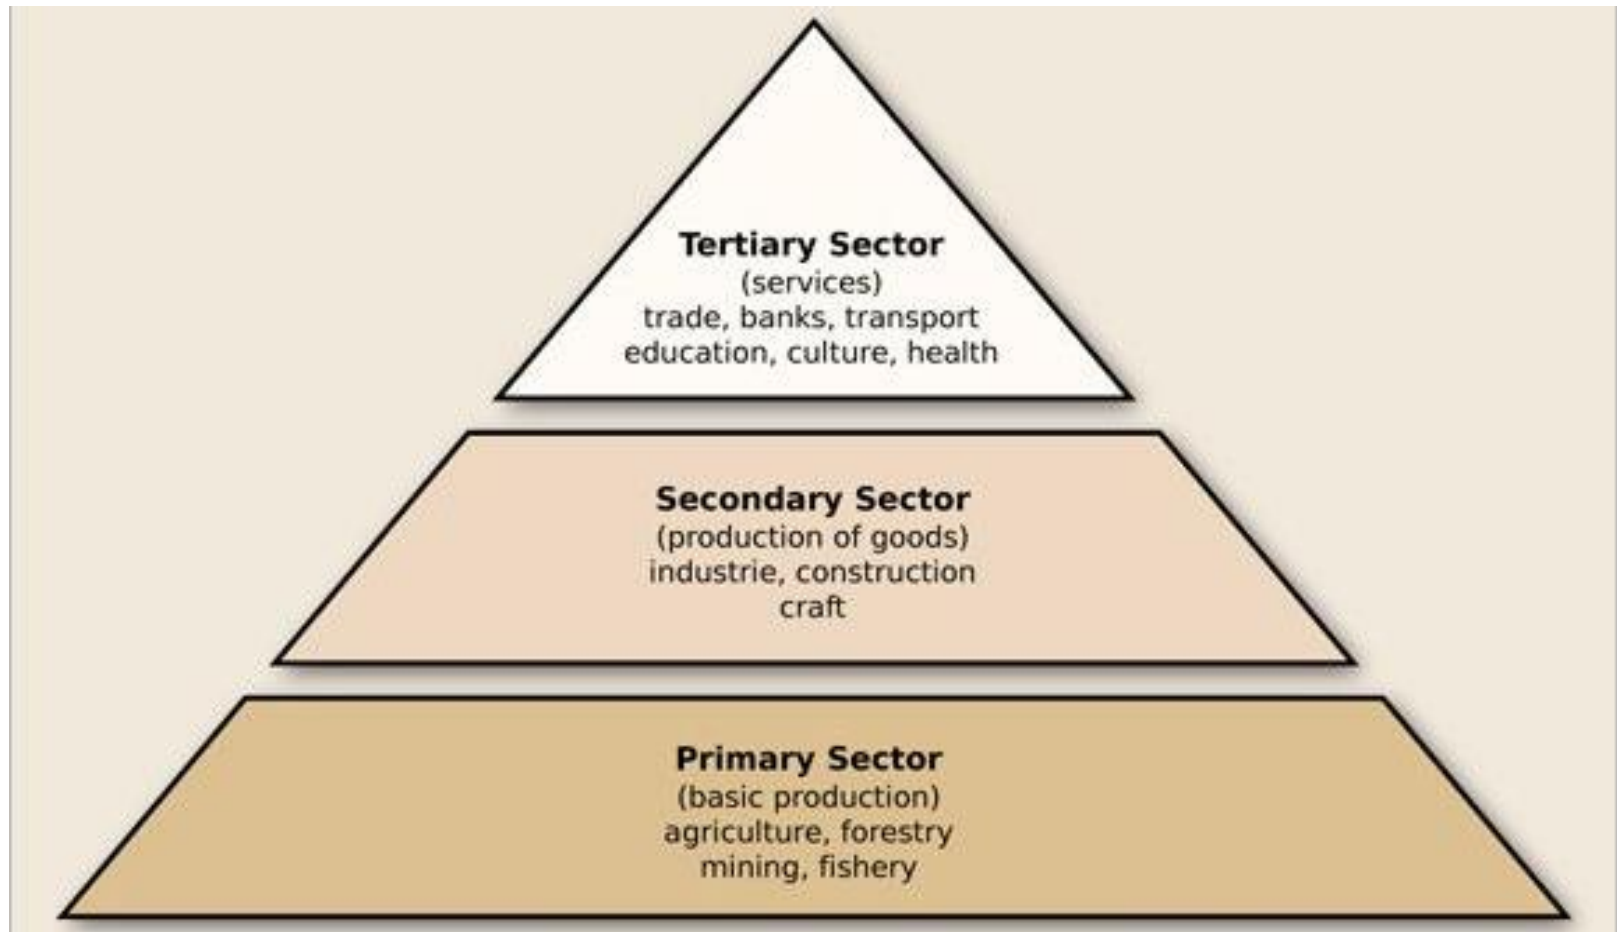 Tertiary Sector
(services)
trade, banks, transport
education, culture, health
Secondary Sector
(production of goods)
industrie, construction
craft
Primary Sector
(basic production)
agriculture, forestry
mining, fishery